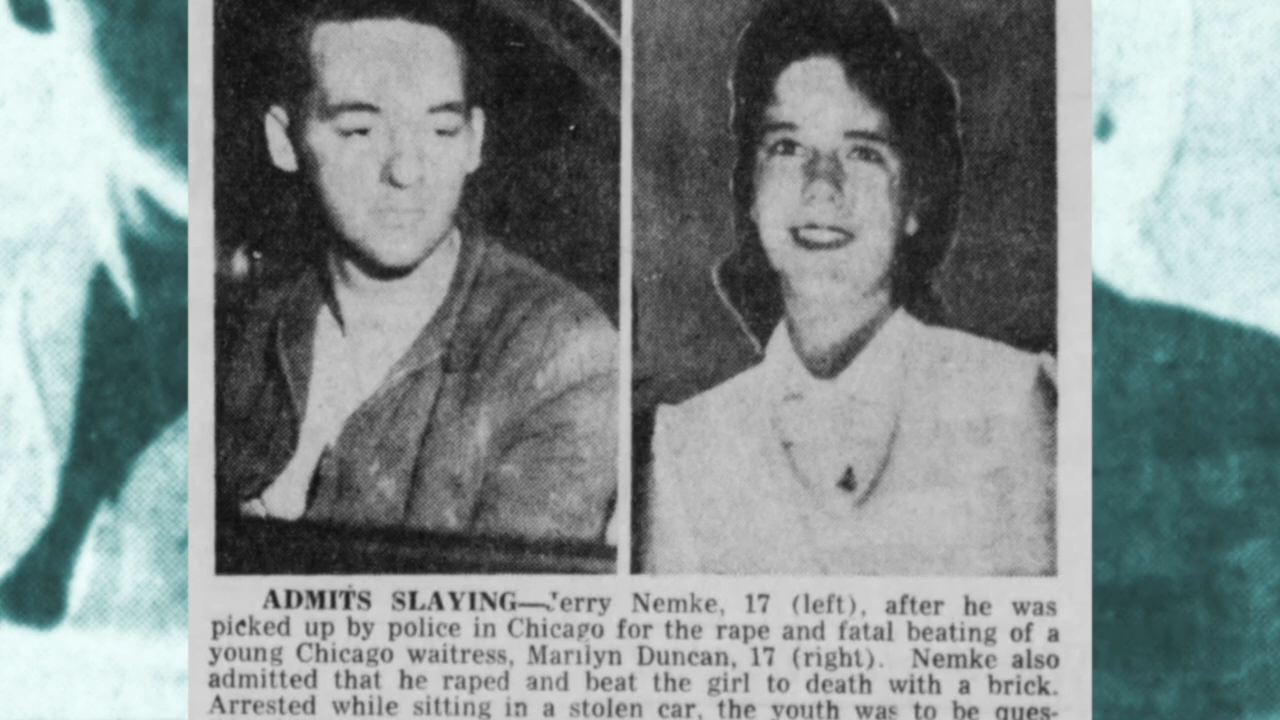 ADMITS SLAYING—Jerry Nemke, 17 (left), after he was
picked up by police in Chicago for the rape and fatal beating of a
young Chicago waitress, Marilyn Duncan, 17 (right). Nemke also
admitted that he raped and beat the girl to death with a brick.
Arrested while sitting in a stolen car, the youth was to be ques-